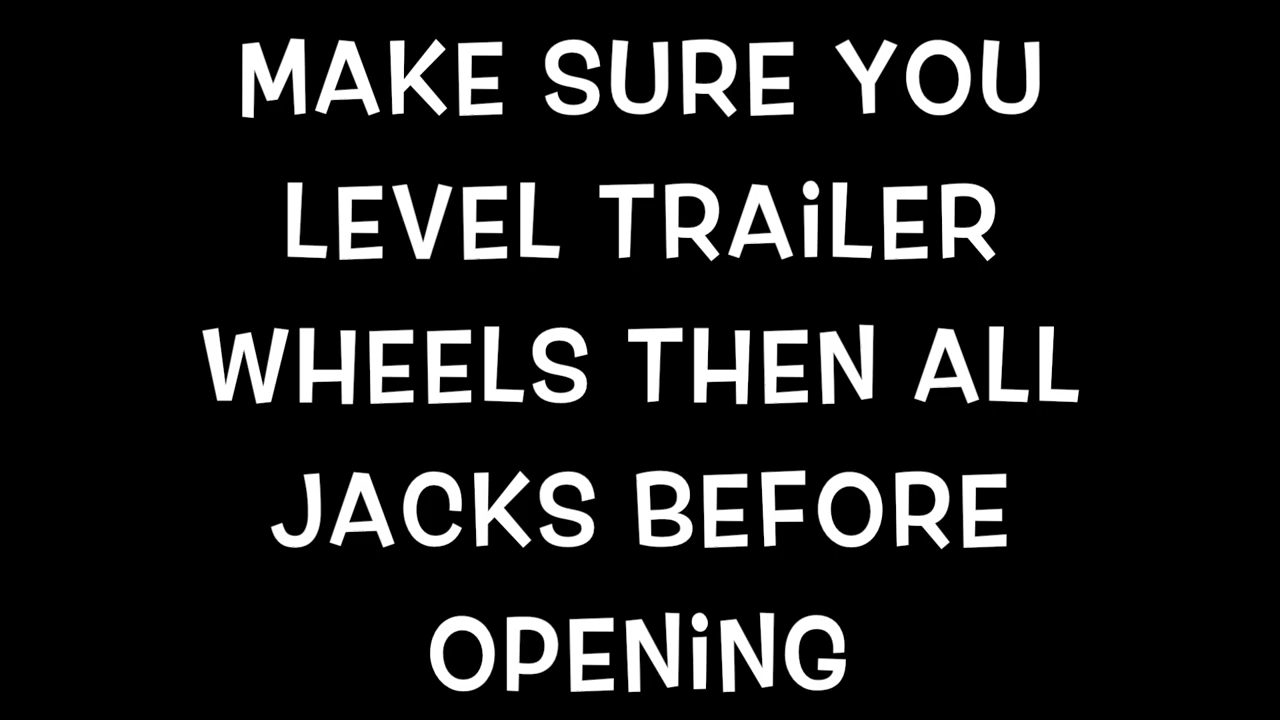 MAKE SURE YOU
LEVEL TRAiLER
WHEELS THEN ALL
JACKS BEFORE
OPENiNG